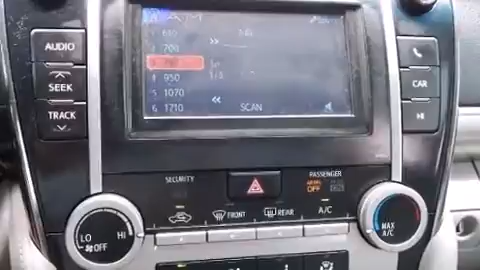 AUDIO
SEEK
TRACK
700
950
5 1070
6 1710
SCAN
CAR
SECURITY
PASSENGER
OFF
FRONT
REAR
A/C
LO
HI
OFF
MAX
A/C